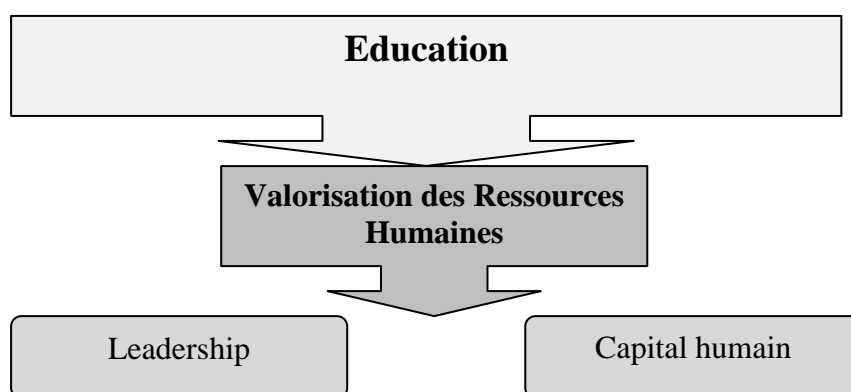 Education
Valorisation des Ressources
Humaines
Leadership
Capital humain